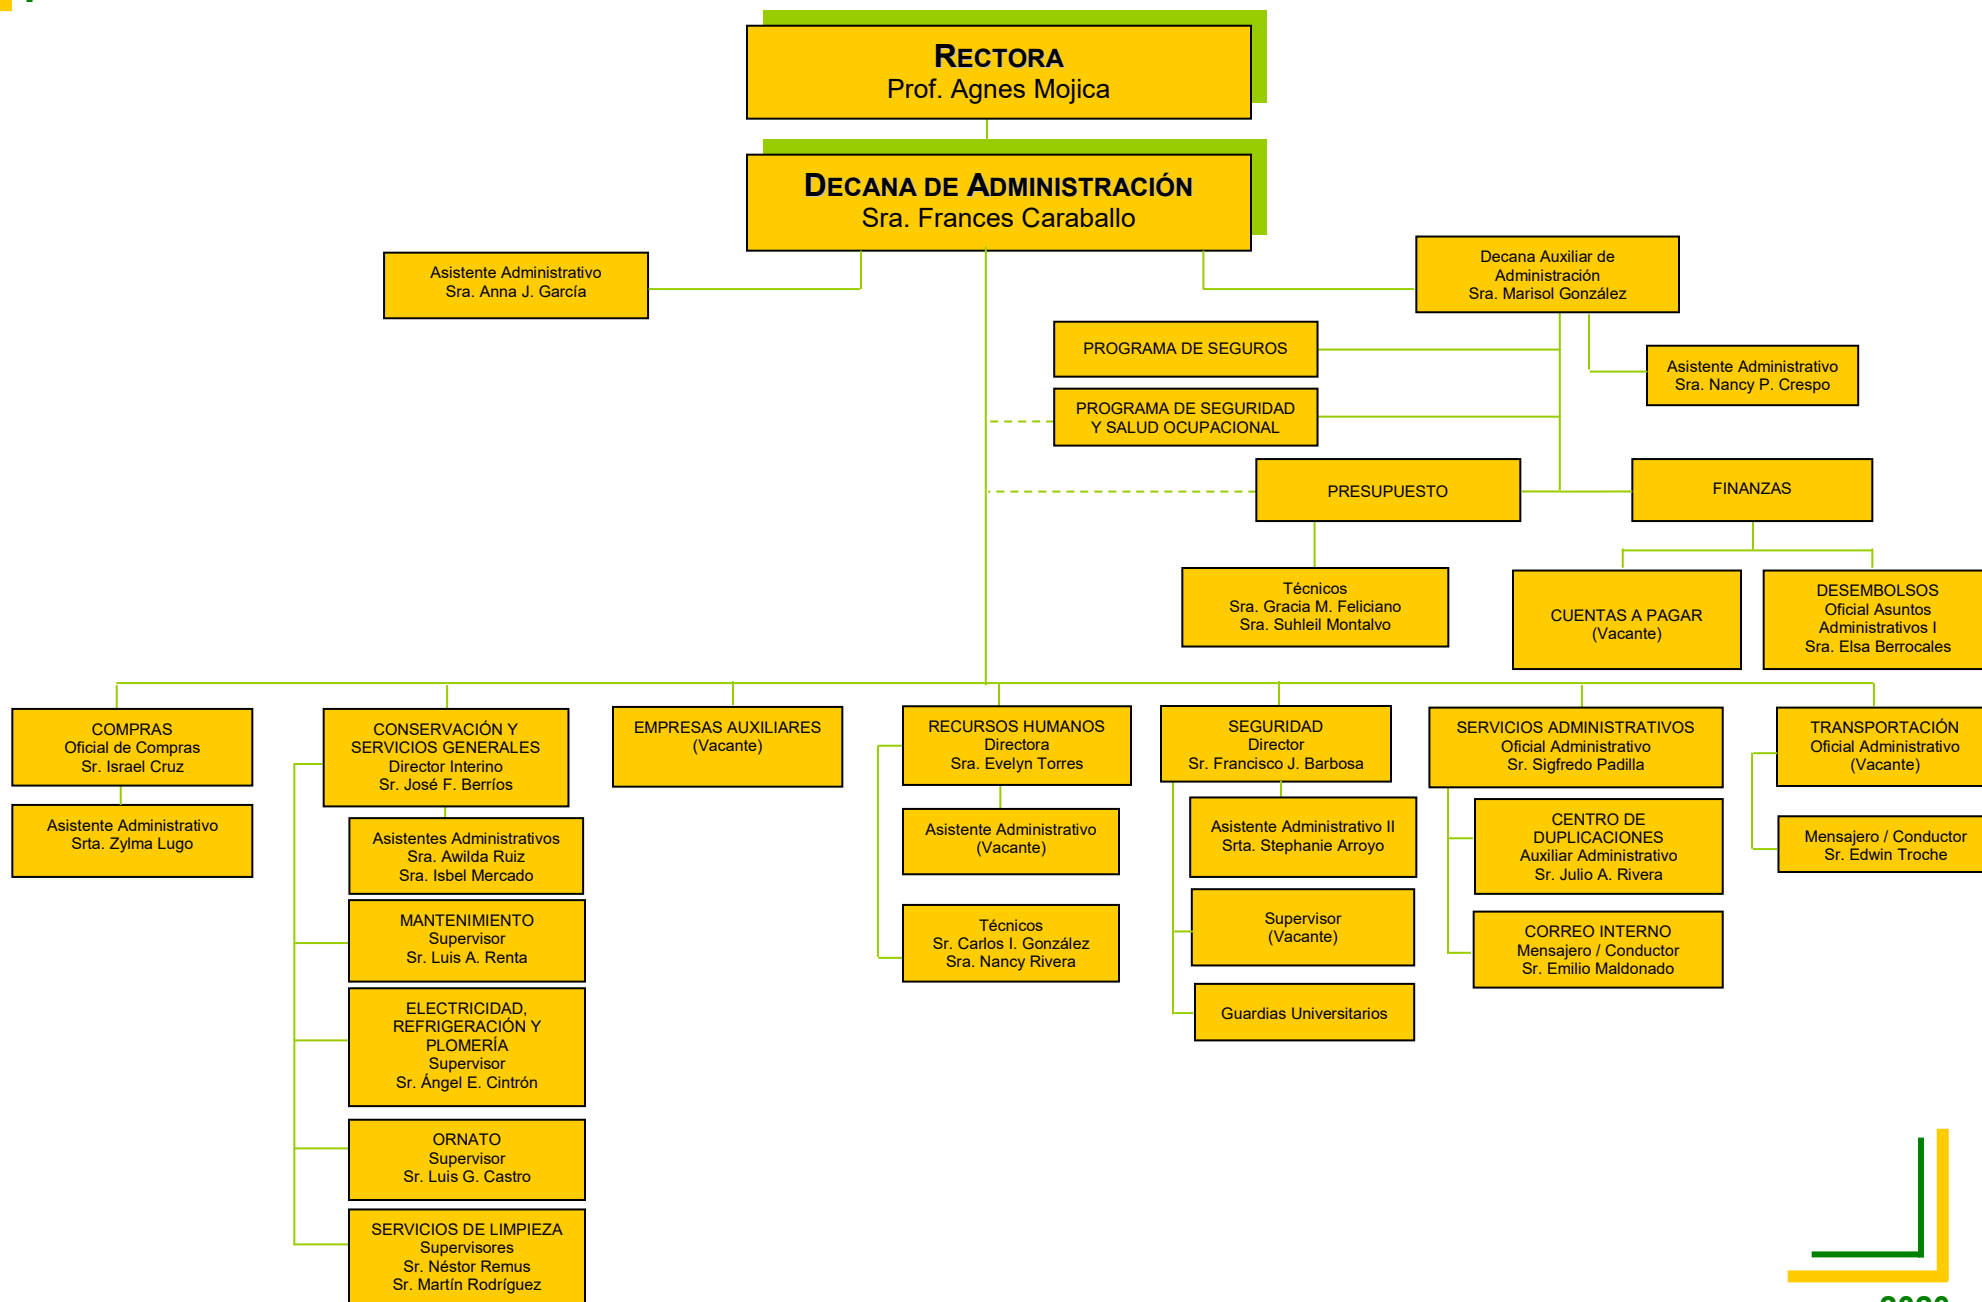 RECTORA
Prof. Agnes Mojica
DECANA DE ADMINISTRACIÓN
Sra. Frances Caraballo
Asistente Administrativo
Sra. Anna J. García
Decana Auxiliar de
Administración
Sra. Marisol González
PROGRAMA DE SEGUROS
Asistente Administrativo
Sra. Nancy P. Crespo
PROGRAMA DE SEGURIDAD
Y SALUD OCUPACIONAL
PRESUPUESTO
FINANZAS
Técnicos
Sra. Gracia M. Feliciano
Sra. Suhleil Montalvo
CUENTAS A PAGAR
(Vacante)
DESEMBOLSOS
Oficial Asuntos
Administrativos I
Sra. Elsa Berrocales
COMPRAS
Oficial de Compras
Sr. Israel Cruz
Asistente Administrativo
Srta. Zylma Lugo
CONSERVACIÓN Y
SERVICIOS GENERALES
Director Interino
Sr. José F. Berríos
Asistentes Administrativos
Sra. Awilda Ruiz
Sra. Isbel Mercado
MANTENIMIENTO
Supervisor
Sr. Luis A. Renta
ELECTRICIDAD,
REFRIGERACIÓN Y
PLOMERÍA
Supervisor
Sr. Ángel E. Cintrón
ORNATO
Supervisor
Sr. Luis G. Castro
SERVICIOS DE LIMPIEZA
Supervisores
Sr. Néstor Remus
Sr. Martín Rodríguez
EMPRESAS AUXILIARES
(Vacante)
RECURSOS HUMANOS
Directora
Sra. Evelyn Torres
Asistente Administrativo
(Vacante)
Técnicos
Sr. Carlos I. González
Sra. Nancy Rivera
SEGURIDAD
Director
Sr. Francisco J. Barbosa
Asistente Administrativo II
Srta. Stephanie Arroyo
Supervisor
(Vacante)
Guardias Universitarios
SERVICIOS ADMINISTRATIVOS
Oficial Administrativo
Sr. Sigfredo Padilla
CENTRO DE
DUPLICACIONES
Auxiliar Administrativo
Sr. Julio A. Rivera
CORREO INTERNO
Mensajero / Conductor
Sr. Emilio Maldonado
TRANSPORTACIÓN
Oficial Administrativo
(Vacante)
Mensajero / Conductor
Sr. Edwin Troche